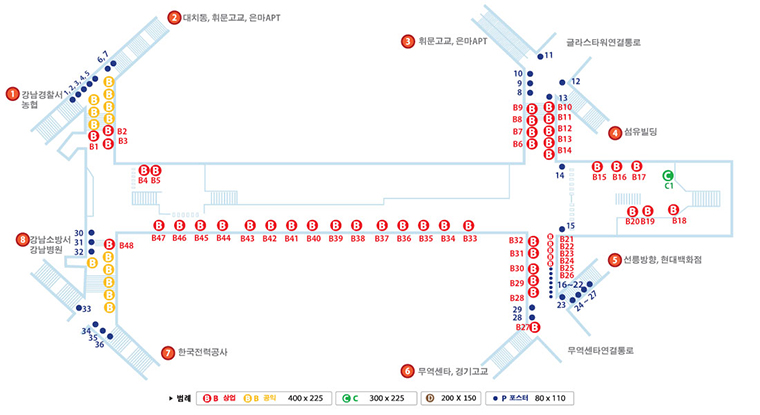 2 대치동, 휘문고교, 은마APT
3 휘문고교, 은마APT
글라스타워연결통로
11
6, 7
1, 2, 3, 4, 5
10
9
8
12
13
1 강남경찰서
농협
B B2
B B3
B1
B9 B B B10
B8 B B B11
B7 B B B12
B6 B B B13
B B14
4 섬유빌딩
B B
B4 B5
14
B B B
B15 B16 B17
C
C1
B B B
B20 B19 B18
15
B B B B B B B B B B B B B B B
B47 B46 B45 B44 B43 B42 B41 B40 B39 B38 B37 B36 B35 B34 B33
8 강남소방서
강남병원
30
31
32
B B48
B32 B
B31 B
B30 B
B29 B
B28 B
B21
B22
B23
B24
B25
B26
16~22
23
24~27
5 선릉방향, 현대백화점
33
34
35
36
29
28
B27 B
7 한국전력공사
6 무역센타, 경기고교
무역센타연결통로
▶ 범례 B B 상업 B B 공익 400 x 225 C C 300 x 225 D 200 X 150 P 포스터 80 x 110